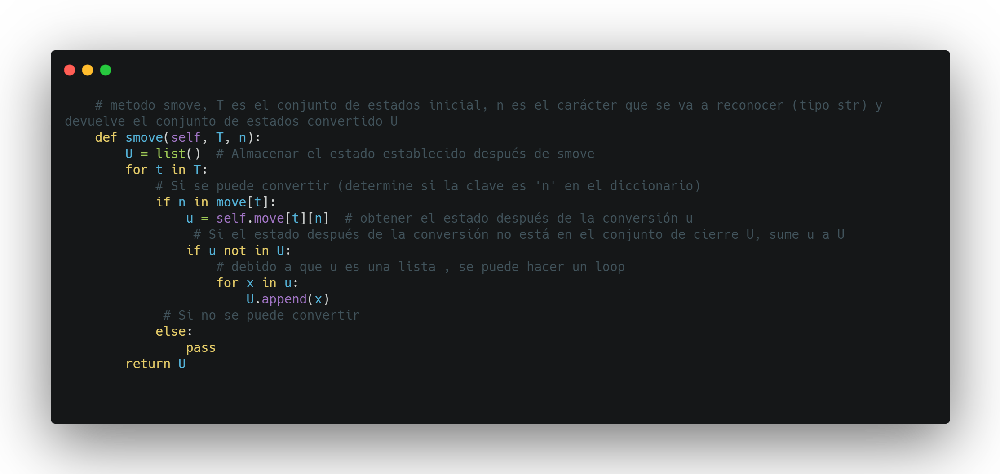 # metodo smove, T es el conjunto de estados inicial, n es el carácter que se va a reconocer (tipo str) y
devuelve el conjunto de estados convertido U
    def smove(self, T, n):
        U = list()  # Almacenar el estado establecido después de smove
        for t in T:
            # Si se puede convertir (determine si la clave es 'n' en el diccionario)
            if n in move[t]:
                u = self.move[t][n]  # obtener el estado después de la conversión u
                 # Si el estado después de la conversión no está en el conjunto de cierre U, sume u a U
                if u not in U:
                    # debido a que u es una lista , se puede hacer un loop
                    for x in u:
                        U.append(x)
             # Si no se puede convertir
            else:
                pass
        return U